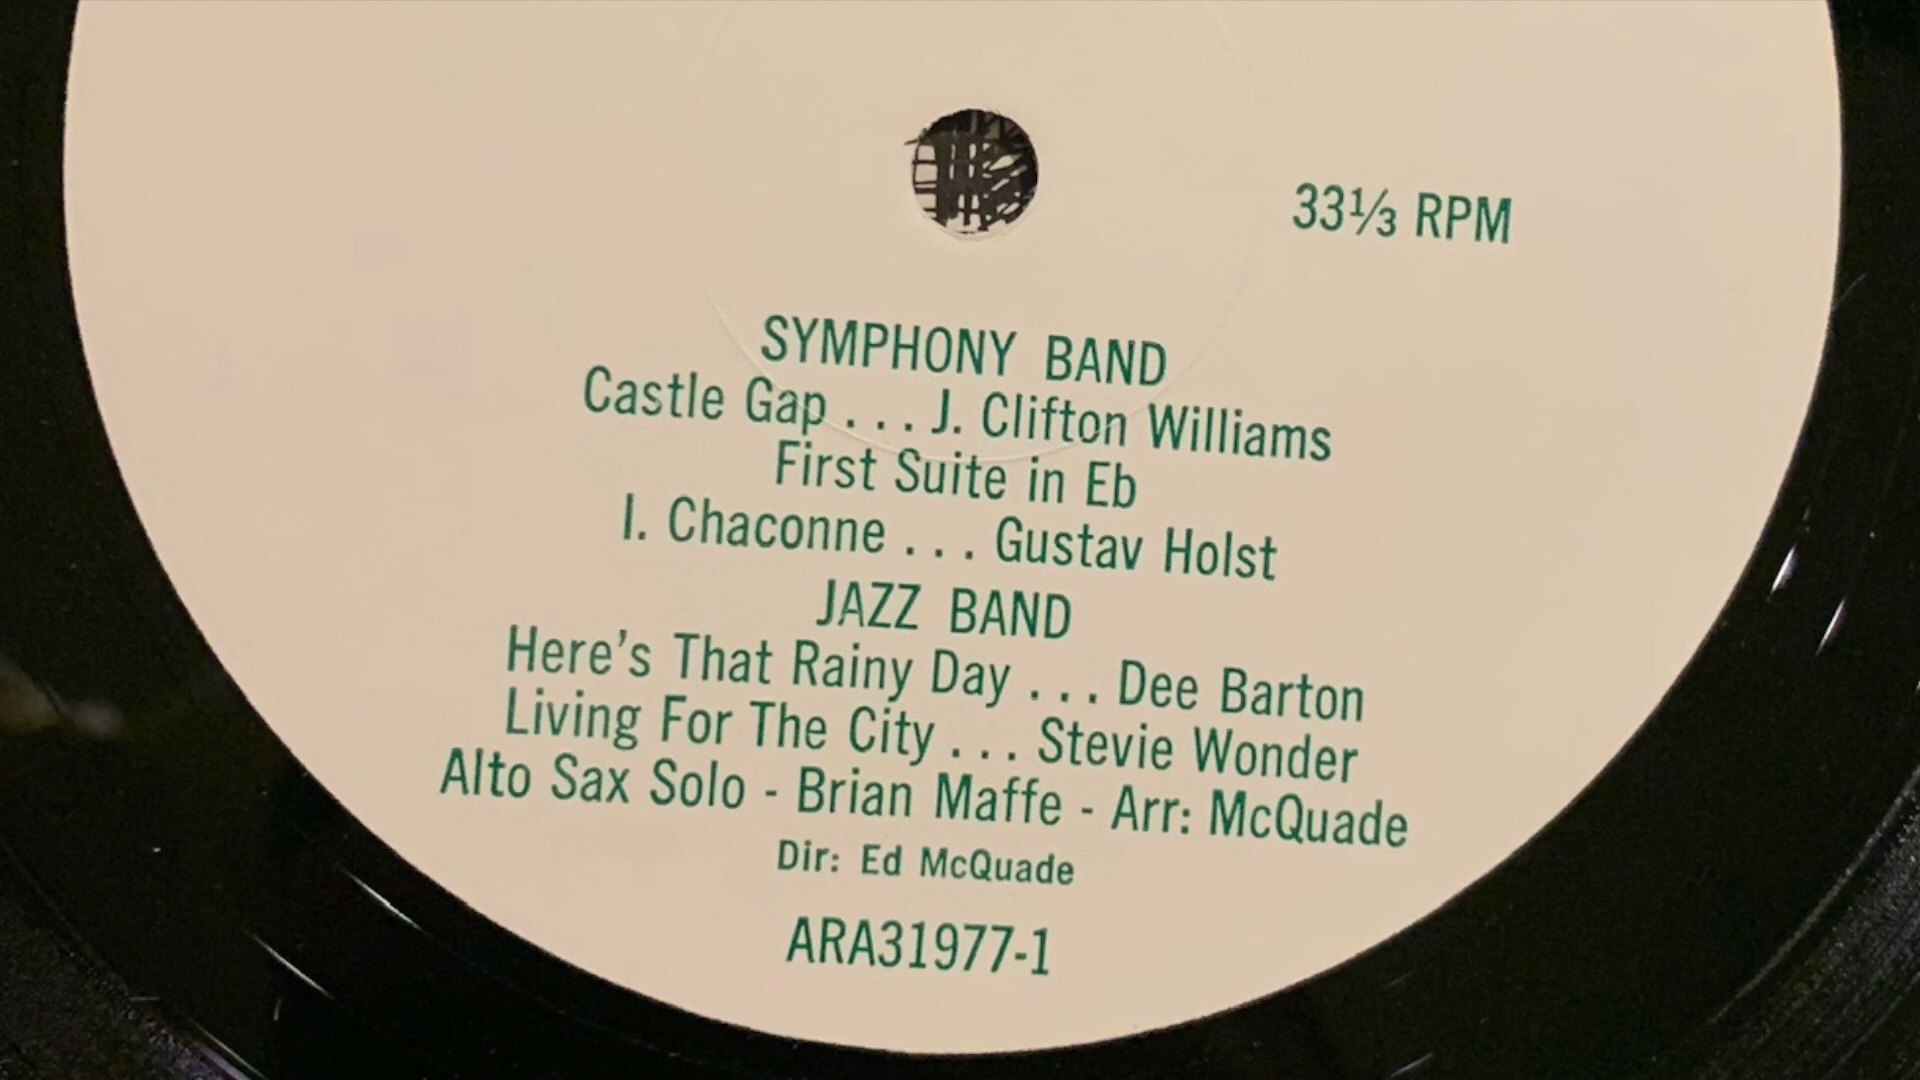 33⅓ RPM
SYMPHONY BAND
Castle Gap . . . J. Clifton Williams
First Suite in Eb
I. Chaconne . . . Gustav Holst
JAZZ BAND
Here's That Rainy Day . . . Dee Barton
Living For The City . . . Stevie Wonder
Alto Sax Solo - Brian Maffe - Arr: McQuade
Dir: Ed McQuade
ARA31977-1